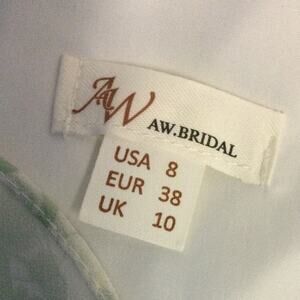 AW AW.BRIDAL
USA 8
EUR 38
UK 10